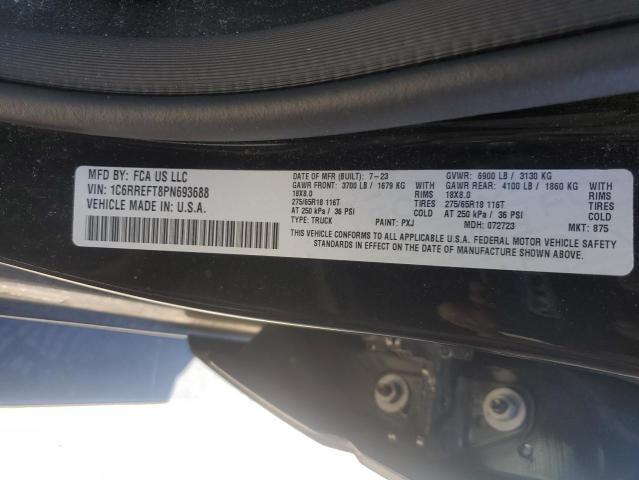 MFD BY: FCA US LLC
VIN: 1C6RREFT8PN693688
VEHICLE MADE IN: U.S.A.
DATE OF MFR (BUILT): 7-23 GVWR: 6900 LB / 3130 KG
GAWR FRONT: 3700 LB / 1679 KG WITH GAWR REAR: 4100 LB / 1860 KG WITH
18X8.0 RIMS 18X8.0 RIMS
275/65R18 116T TIRES 275/65R18 116T TIRES
AT 250 kPa / 36 PSI COLD AT 250 kPa / 36 PSI COLD
TYPE: TRUCK PAINT: PXJ MDH: 072723 MKT: 875
THIS VEHICLE CONFORMS TO ALL APPLICABLE U.S.A. FEDERAL MOTOR VEHICLE SAFETY
STANDARDS IN EFFECT ON THE DATE OF MANUFACTURE SHOWN ABOVE.